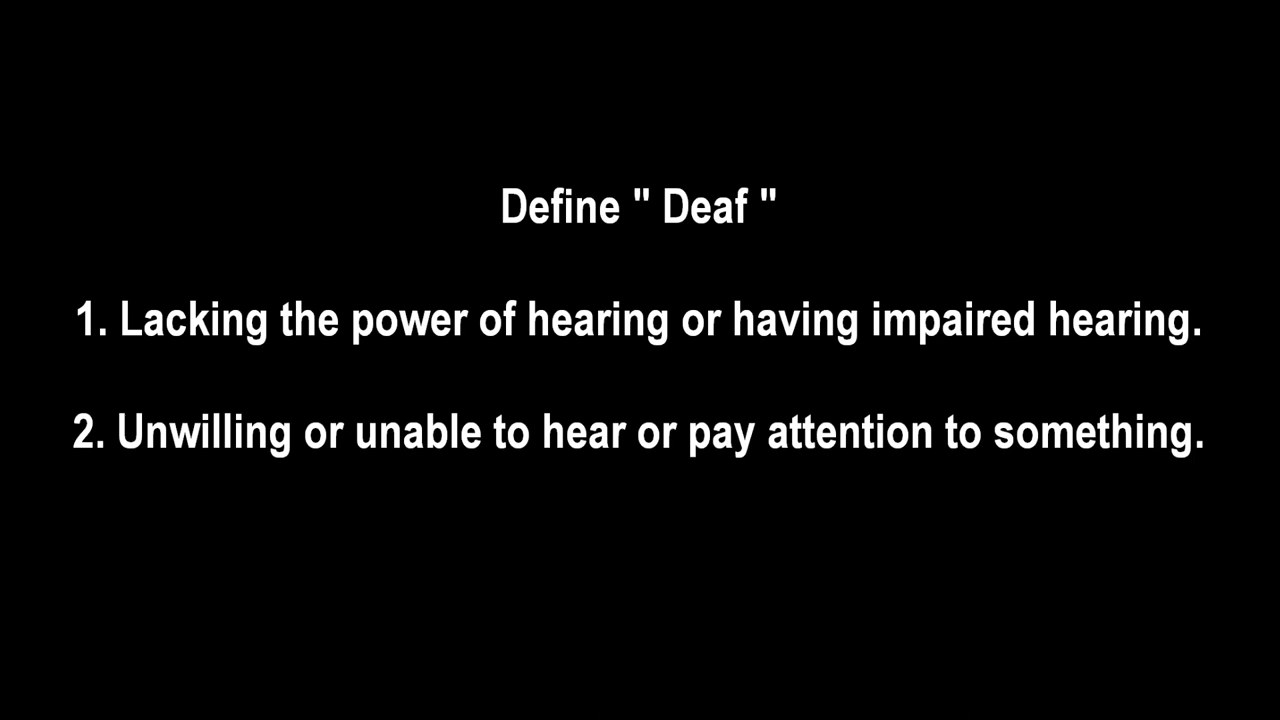 Define " Deaf "
1. Lacking the power of hearing or having impaired hearing.
2. Unwilling or unable to hear or pay attention to something.